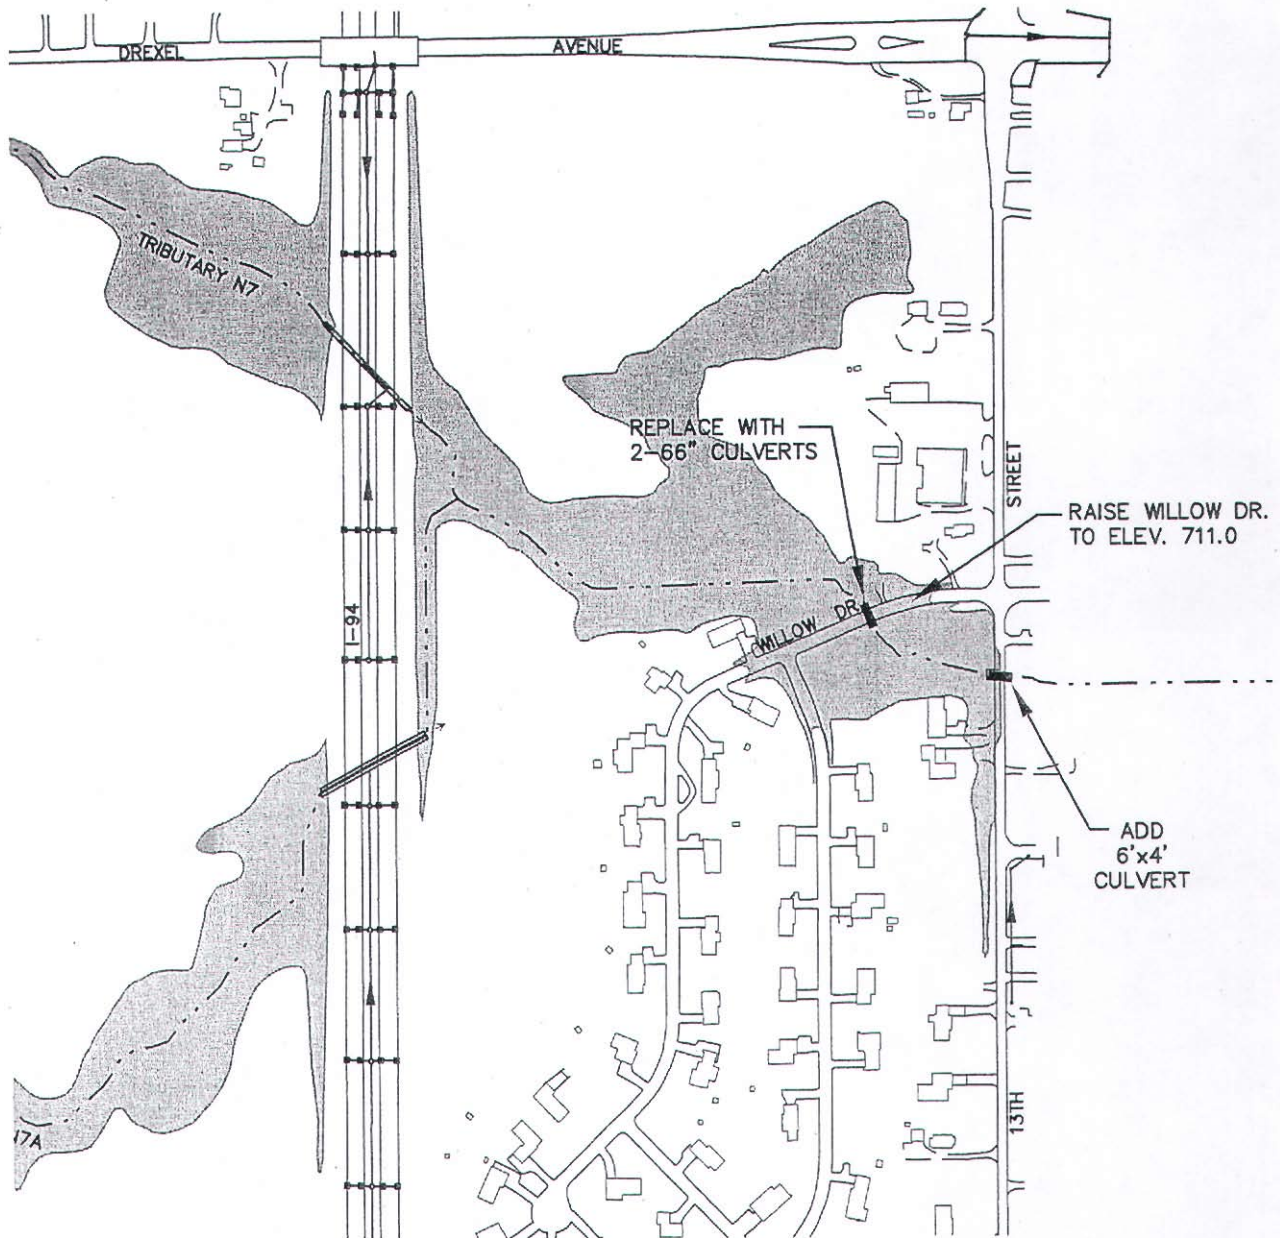 DREXEL AVENUE
TRIBUTARY N7
REPLACE WITH
2-66" CULVERTS
STREET
RAISE WILLOW DR.
TO ELEV. 711.0
I-94
WILLOW DR.
ADD
6'x4'
CULVERT
13TH
N7A